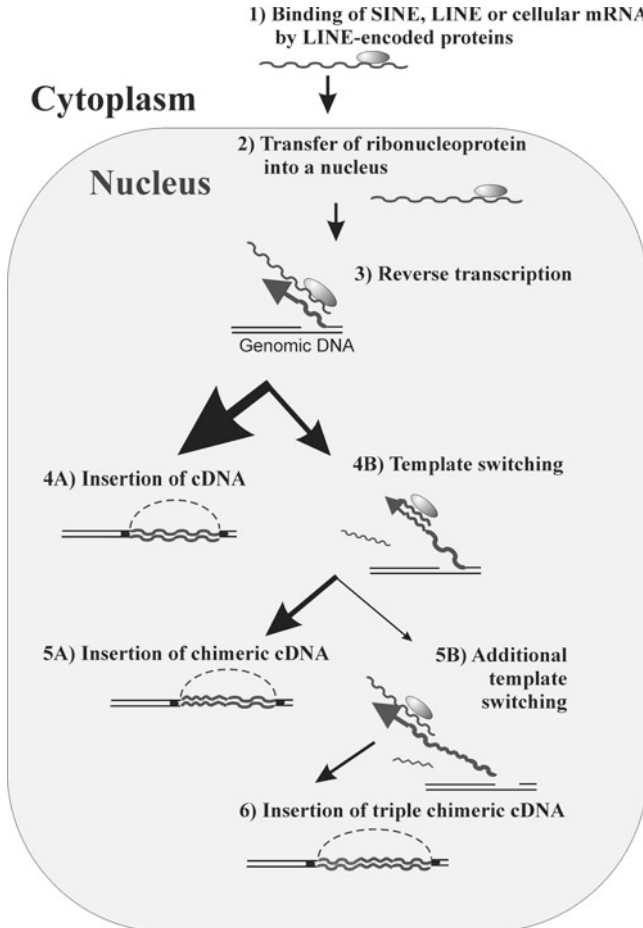 1) Binding of SINE, LINE or cellular mRNA
by LINE-encoded proteins
Cytoplasm
2) Transfer of ribonucleoprotein
into a nucleus
Nucleus
3) Reverse transcription
Genomic DNA
4A) Insertion of cDNA
4B) Template switching
5A) Insertion of chimeric cDNA
5B) Additional
template
switching
6) Insertion of triple chimeric cDNA